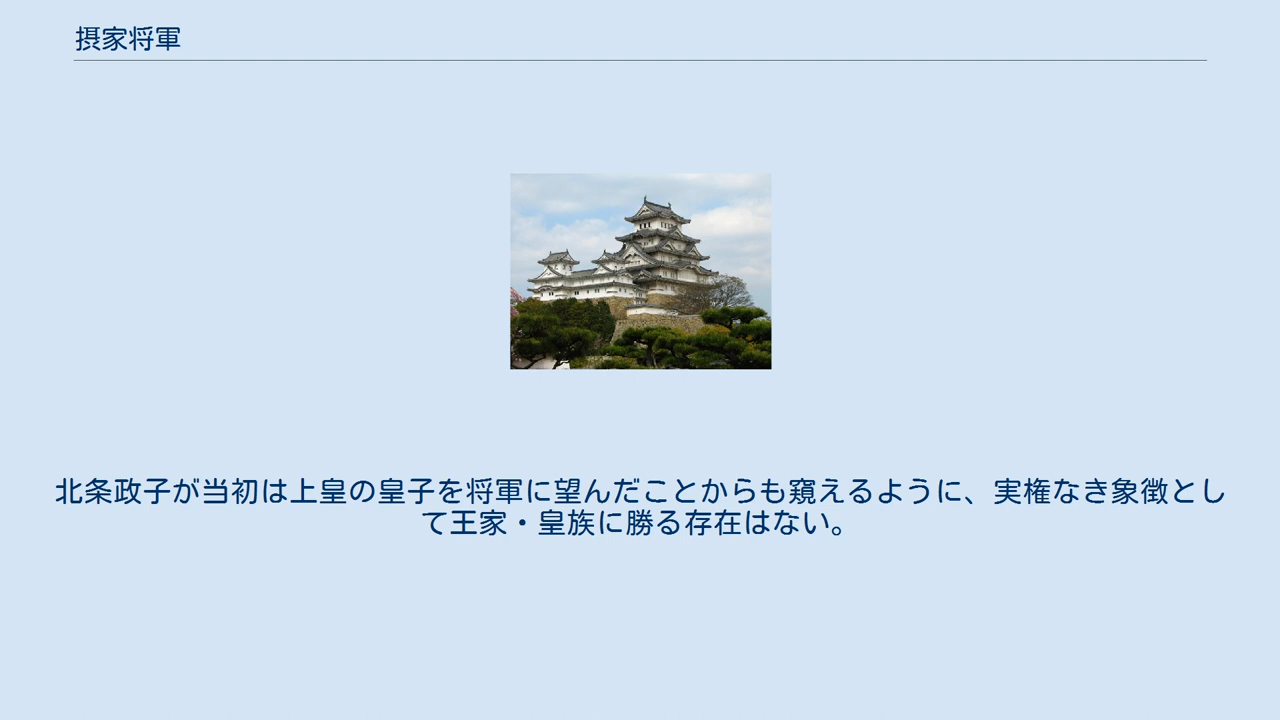 摂家将軍
北条政子が当初は上皇の皇子を将軍に望んだことからも窺えるように、実権なき象徴とし
て王家・皇族に勝る存在はない。